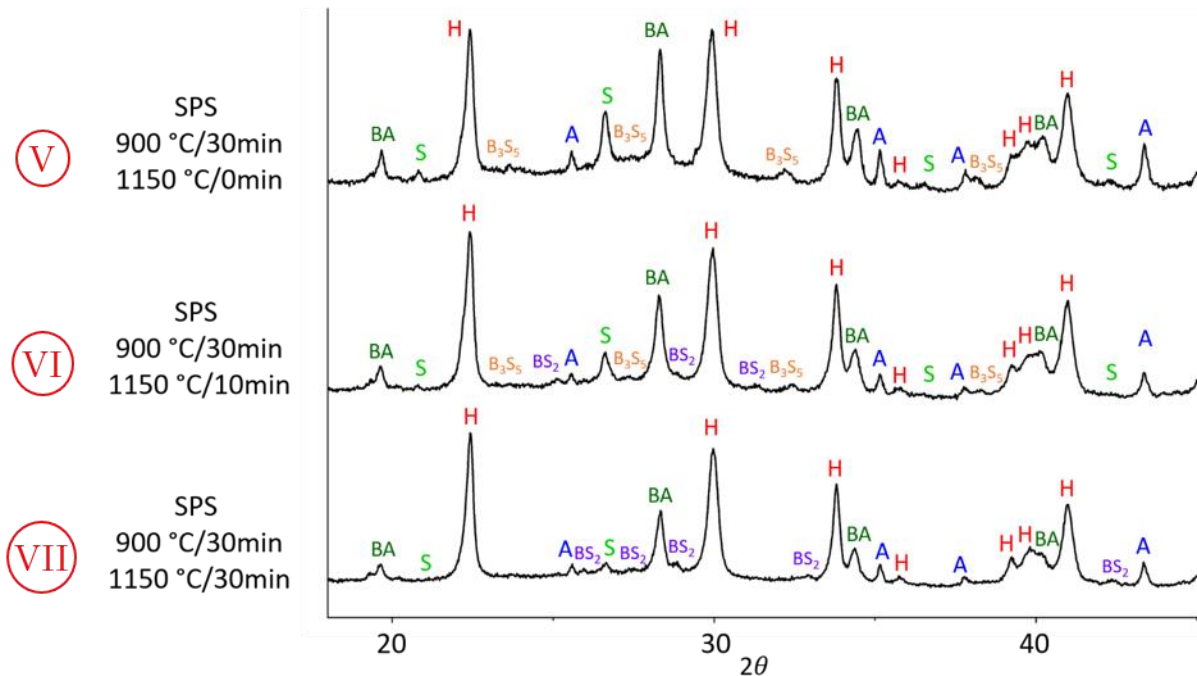 V
SPS
900 °C/30min
1150 °C/0min
BA S H B₃S₅ A S B₃S₅ BA H B₃S₅ H BA A H S A B₃S₅ H H BA H S A
VI
SPS
900 °C/30min
1150 °C/10min
BA S H B₃S₅ BS₂ A S B₃S₅ BA BS₂ H BS₂ B₃S₅ H BA A H S A B₃S₅ H H BA H S A
VII
SPS
900 °C/30min
1150 °C/30min
BA S H A BS₂ S BS₂ BA BS₂ H BS₂ H BA A H A H H BA H BS₂ A
20 30 40
2θ